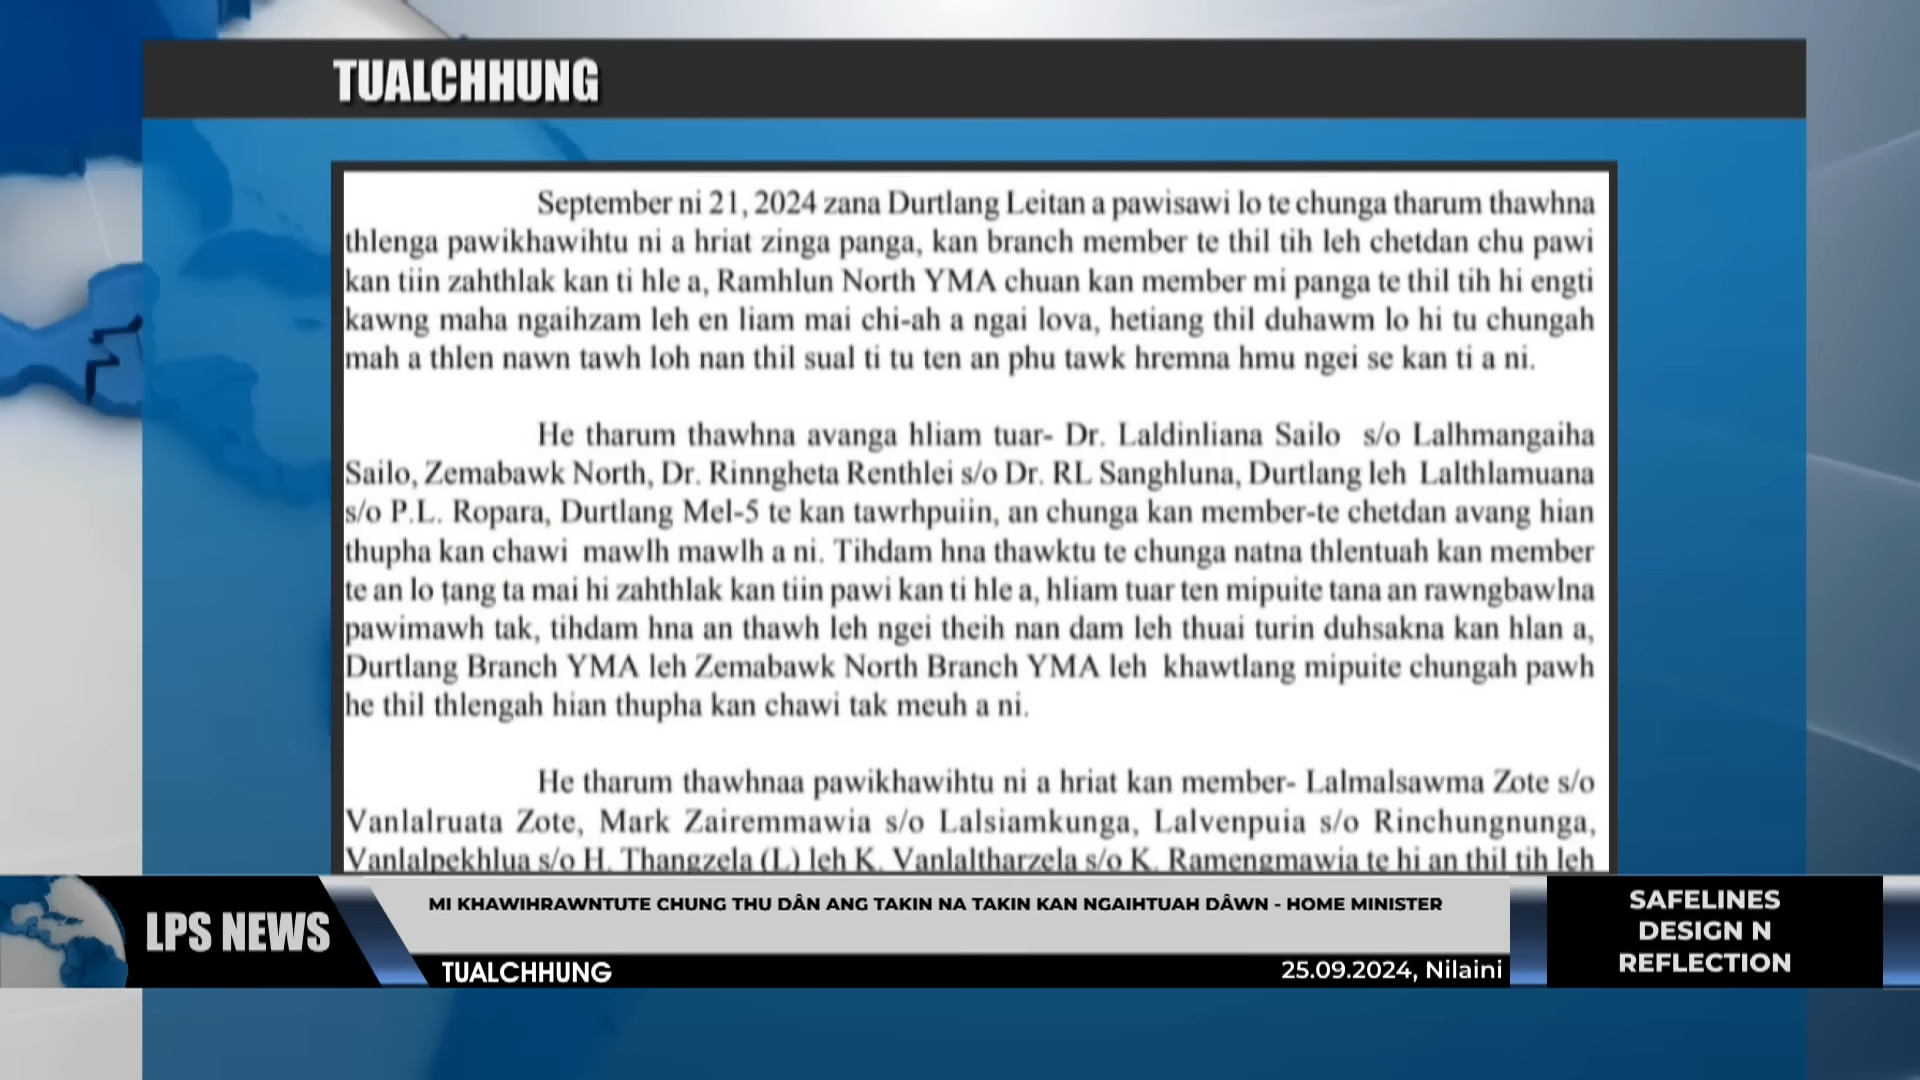 TUALCHHUNG
September ni 21, 2024 zana Durtlang Leitan a pawisawi lo te chunga tharum thawhna
thlenga pawikhawihtu ni a hriat zinga panga, kan branch member te thil tih leh chetdan chu pawi
kan tiin zahthlak kan ti hle a, Ramhlun North YMA chuan kan member mi panga te thil tih hi engti
kawng maha ngaihzam leh en liam mai chi-ah a ngai lova, hetiang thil duhawm lo hi tu chungah
mah a thlen nawn tawh loh nan thil sual ti tu ten an phu tawk hremna hmu ngei se kan ti a ni.
He tharum thawhna avanga hliam tuar- Dr. Laldinliana Sailo s/o Lalhmangaiha
Sailo, Zemabawk North, Dr. Rinngheta Renthlei s/o Dr. RL Sanghluna, Durtlang leh Lalthlamuana
s/o P.L. Ropara, Durtlang Mel-5 te kan tawrhpuiin, an chunga kan member-te chetdan avang hian
thupha kan chawi mawlh mawlh a ni. Tihdam hna thawktu te chunga natna thlentuah kan member
te an lo ṭang ta mai hi zahthlak kan tiin pawi kan ti hle a, hliam tuar ten mipuite tana an rawngbawlna
pawimawh tak, tihdam hna an thawh leh ngei theih nan dam leh thuai turin duhsakna kan hlan a,
Durtlang Branch YMA leh Zemabawk North Branch YMA leh khawtlang mipuite chungah pawh
he thil thlengah hian thupha kan chawi tak meuh a ni.
He tharum thawhnaa pawikhawihtu ni a hriat kan member- Lalmalsawma Zote s/o
Vanlalruata Zote, Mark Zairemmawia s/o Lalsiamkunga, Lalvenpuia s/o Rinchungnunga,
Vanlalpekhlua s/o H. Thangzela (L) leh K. Vanlaltharzela s/o K. Ramengmawia te hi an thil tih leh
LPS NEWS
MI KHAWIHRAWNTUTE CHUNG THU DÂN ANG TAKIN NA TAKIN KAN NGAIHTUAH DÂWN - HOME MINISTER
TUALCHHUNG
25.09.2024, Nilaini
SAFELINES
DESIGN N
REFLECTION